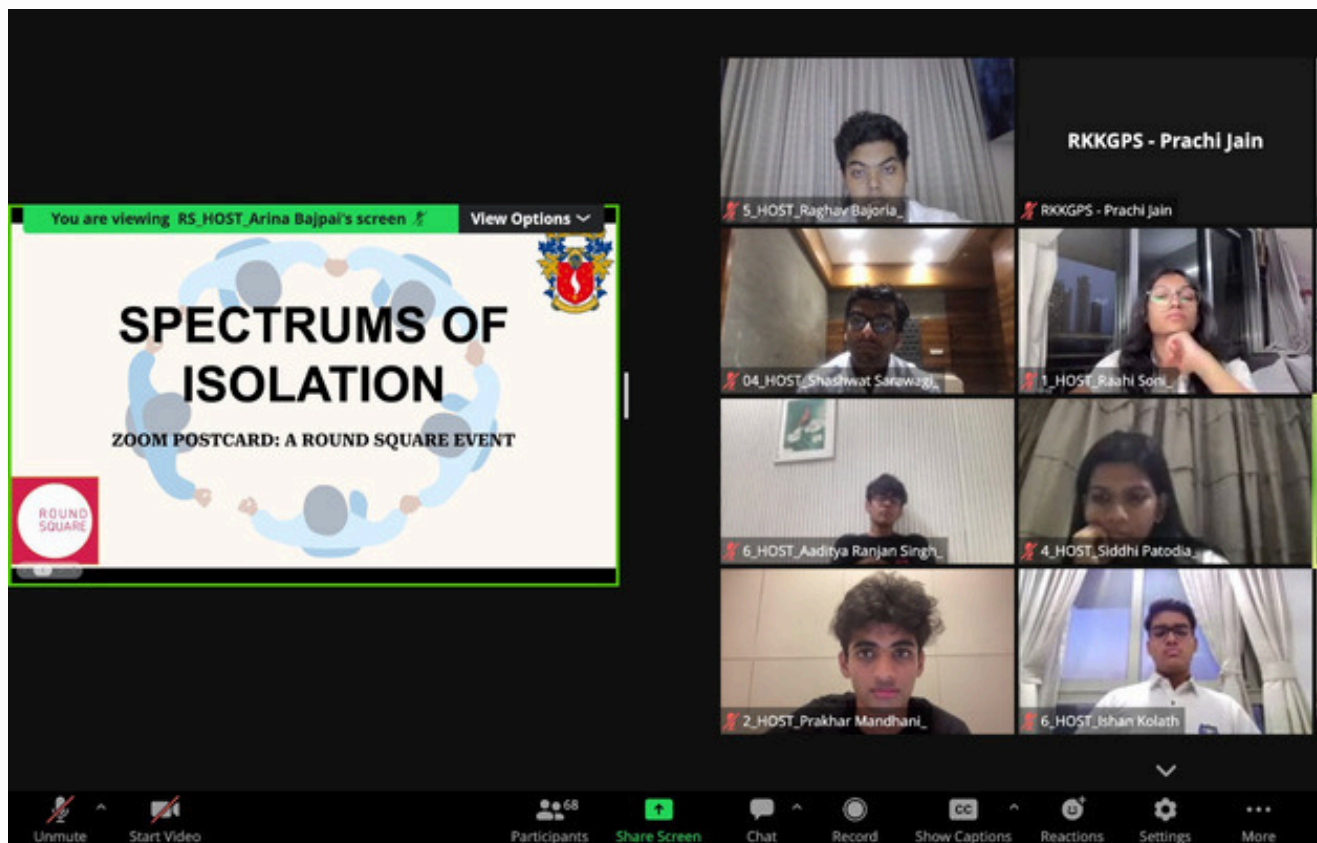 You are viewing RS_HOST_Arina Bajpai's screen
View Options
SPECTRUMS OF
ISOLATION
ZOOM POSTCARD: A ROUND SQUARE EVENT
ROUND
SQUARE
5_HOST_Raghav Bajoria_
RKKGPS - Prachi Jain
RKKGPS - Prachi Jain
04_HOST_Shashwat Sarawagi_
1_HOST_Raahi Soni_
6_HOST_Aaditya Ranjan Singh_
4_HOST_Siddhi Patodia_
2_HOST_Prakhar Mandhani_
6_HOST_Ishan Kolath
Unmute
Start Video
68
Participants
Share Screen
Chat
Record
CC
Show Captions
Reactions
Settings
More